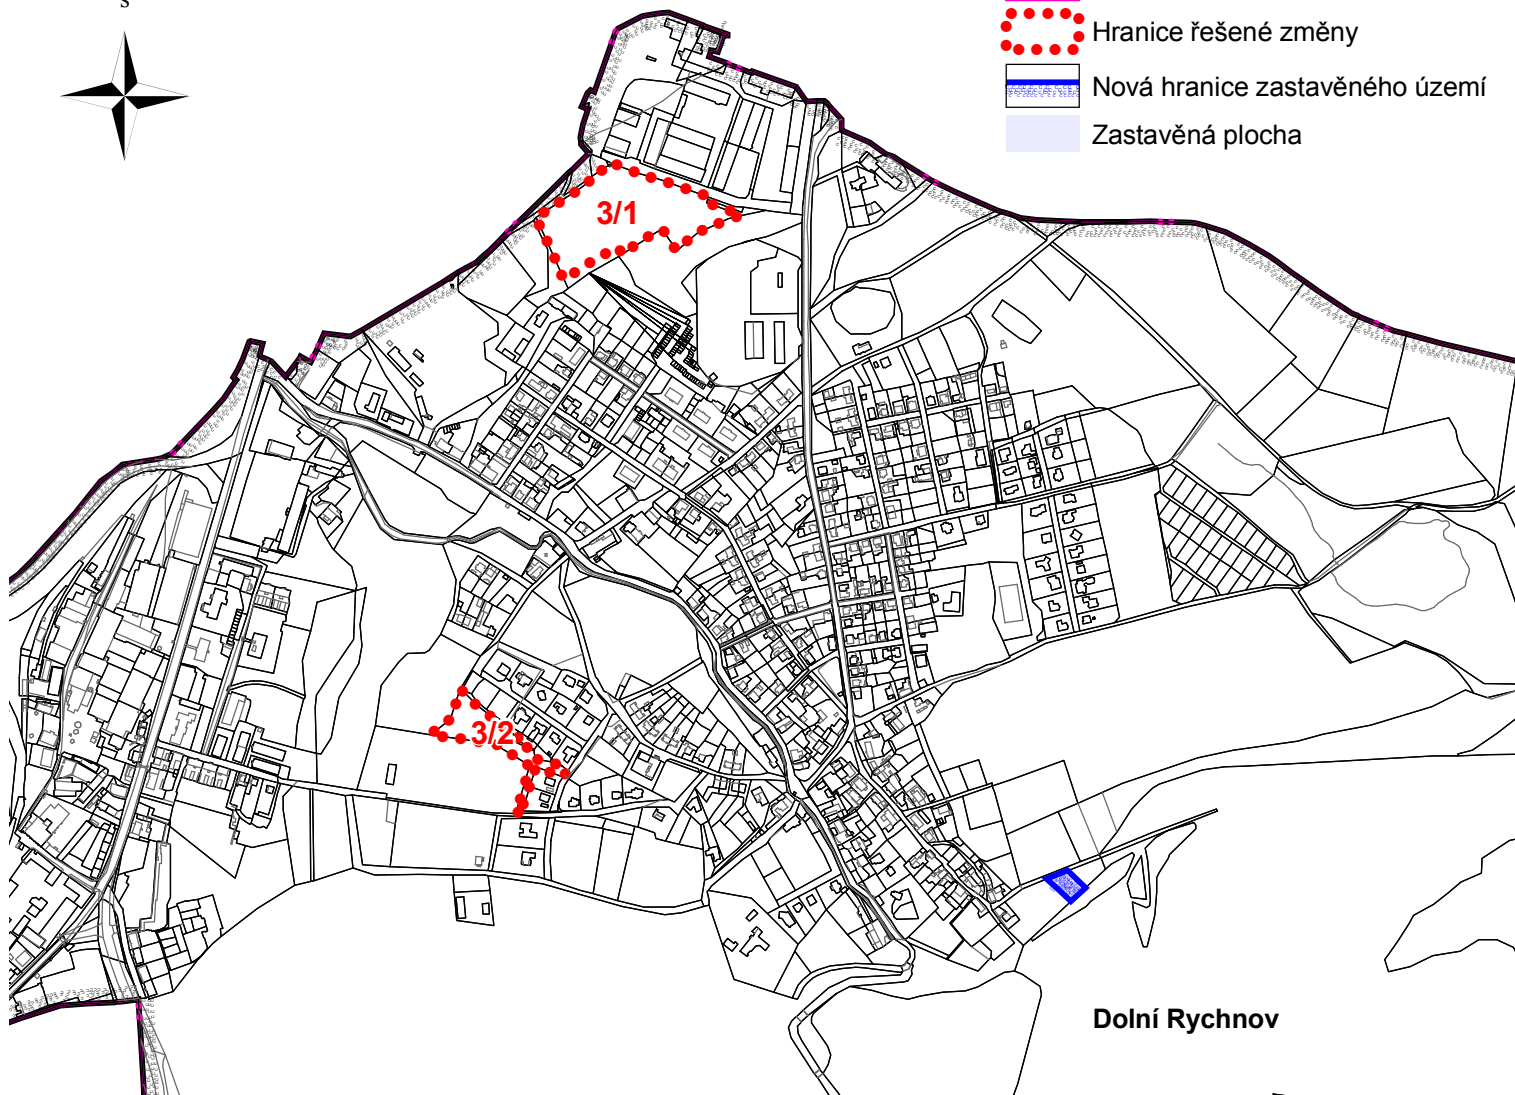 s
Hranice řešené změny
Nová hranice zastavěného území
Zastavěná plocha
3/1
3/2
Dolní Rychnov